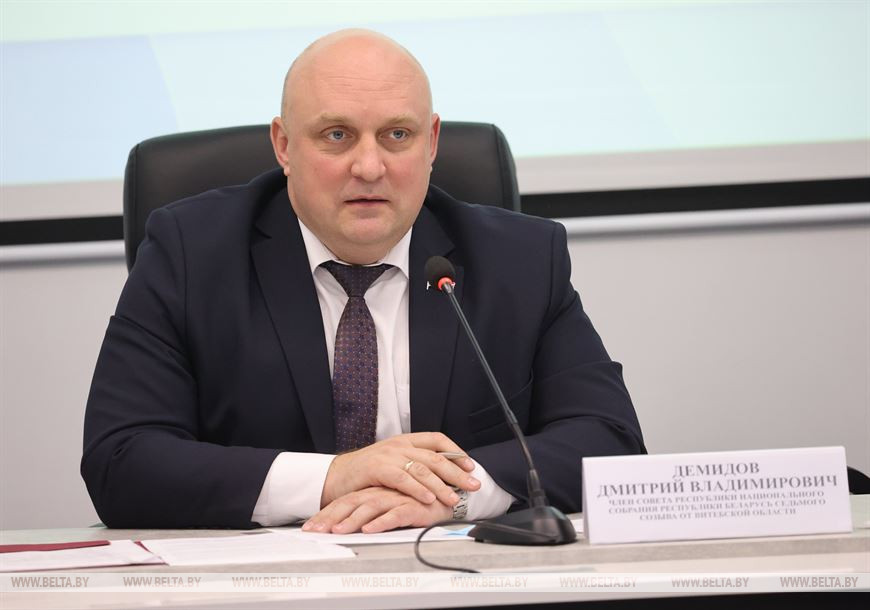 ДЕМИДОВ
ДМИТРИЙ ВЛАДИМИРОВИЧ
ЧЛЕН СОВЕТА РЕСПУБЛИКИ НАЦИОНАЛЬНОГО
СОБРАНИЯ РЕСПУБЛИКИ БЕЛАРУСЬ СЕДЬМОГО
СОЗЫВА ОТ ВИТЕБСКОЙ ОБЛАСТИ
WWW.BELTA.BY WWW.BELTA.BY WWW.BELTA.BY WWW.BELTA.BY WWW.BELTA.BY WWW.BELTA.BY WWW.BELTA.BY WWW.BELTA.BY